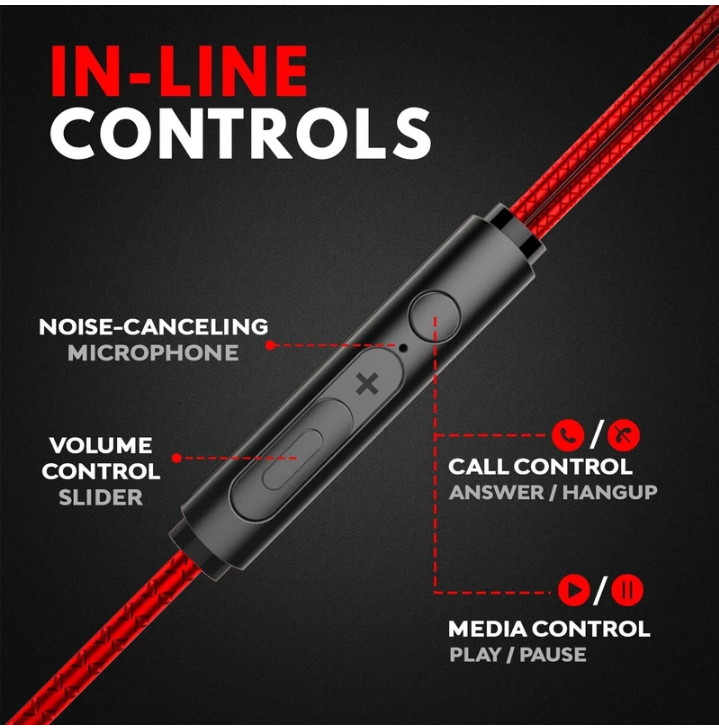 IN-LINE
CONTROLS
NOISE-CANCELING
MICROPHONE
VOLUME
CONTROL
SLIDER
/
CALL CONTROL
ANSWER / HANGUP
/
MEDIA CONTROL
PLAY / PAUSE